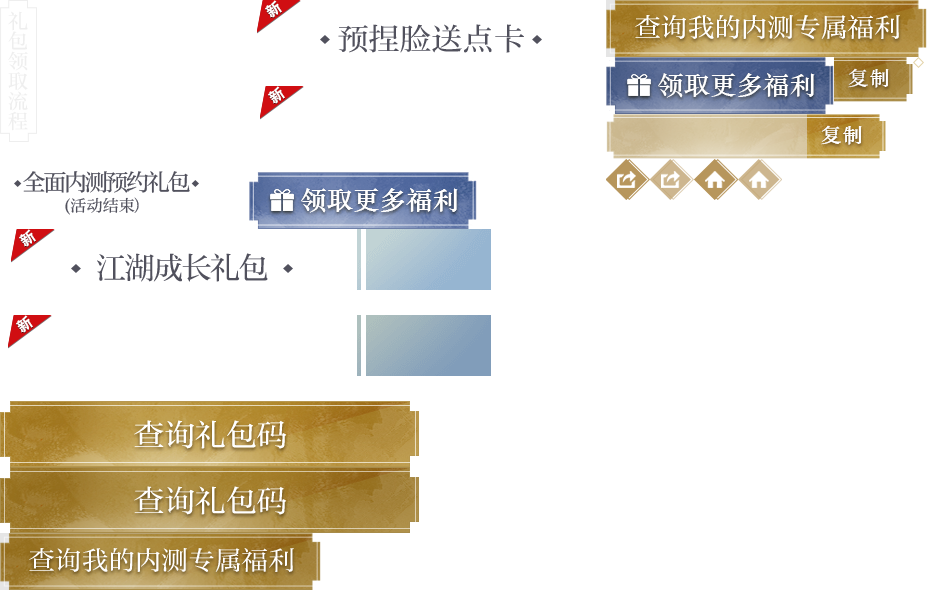 礼包领取流程
新
预捏脸送点卡
新
全面内测预约礼包
(活动结束)
领取更多福利
新
江湖成长礼包
新
查询礼包码
查询礼包码
查询我的内测专属福利
查询我的内测专属福利
领取更多福利
复制
复制